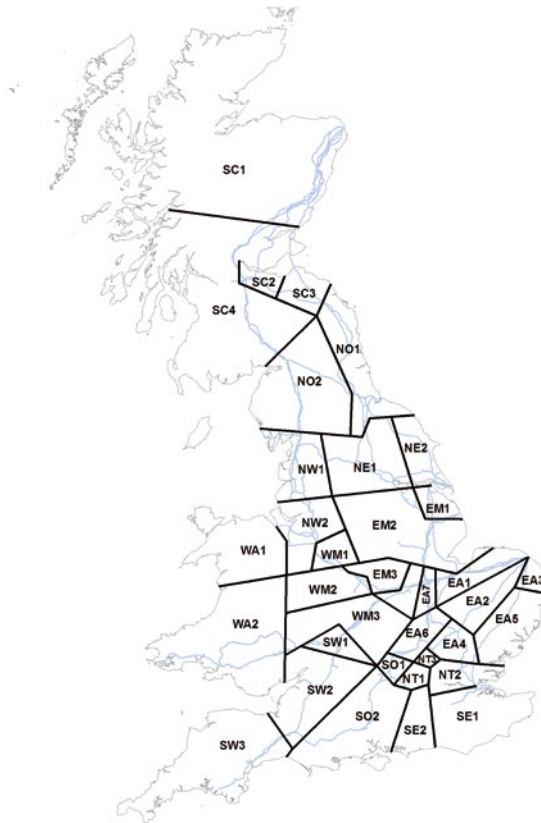 SC1
SC2
SC3
SC4
NO1
NO2
NE2
NW1
NE1
EM1
NW2
EM2
WA1
WM1
EM3
EA1
EA3
WM2
EA7
EA2
WM3
EA5
WA2
EA6
SW1
EA4
SO1
NT3
NT1
NT2
SW2
SO2
SE1
SE2
SW3